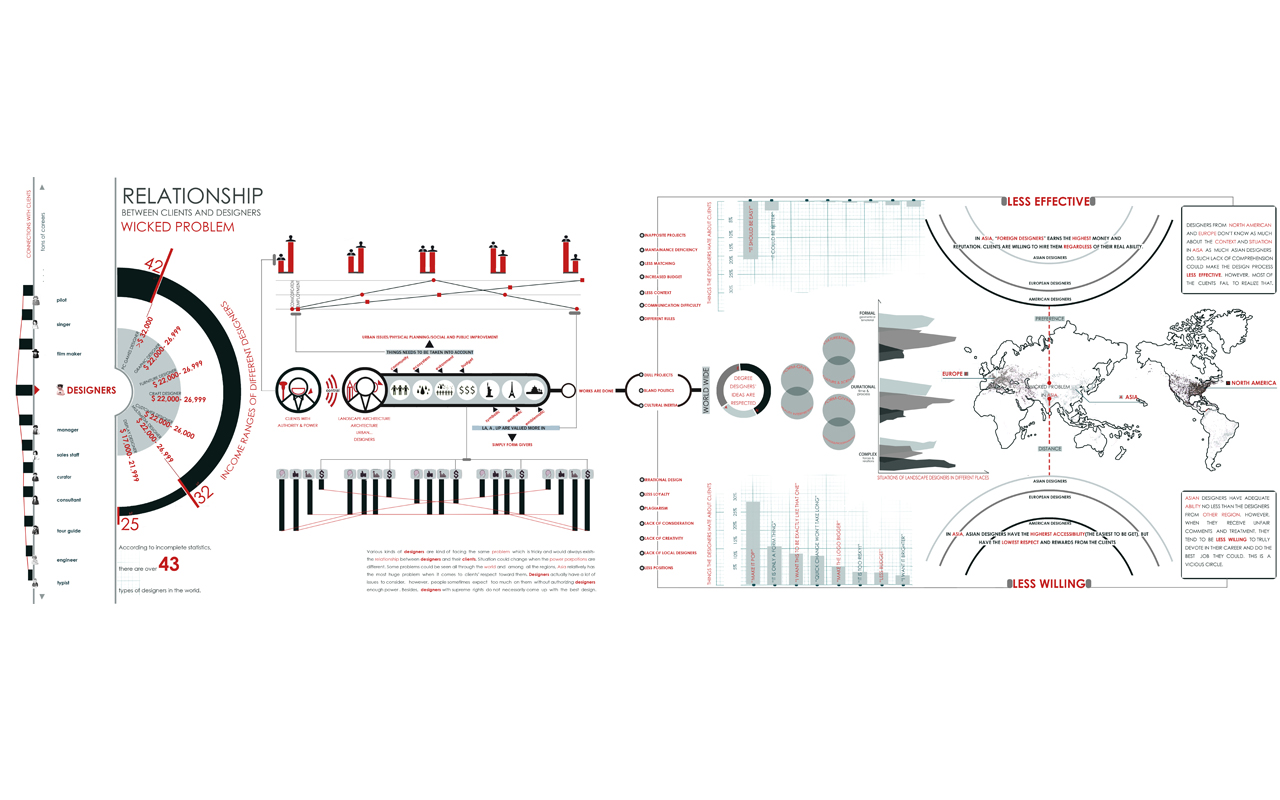 CONNECTIONS WITH CLIENTS
fans of careers
pilot
singer
film maker
DESIGNERS
manager
sales staff
curator
consultant
tour guide
engineer
typist
RELATIONSHIP
BETWEEN CLIENTS AND DESIGNERS
WICKED PROBLEM
42
32
25
> $ 32,000
$ 22,000- 26,999
$ 22,000- 26,999
$ 22,000- 26,999
$ 22,000- 26,000
$ 22,000- 26,999
$ 17,000- 21,999
INCOME RANGES OF DIFFERENT DESIGNERS
According to incomplete statistics,
there are over 43
types of designers in the world.
URBAN ISSUES/PHYSICAL PLANNING/SOCIAL AND PUBLIC IMPROVEMENT
THINGS NEEDS TO BE TAKEN INTO ACCOUNT
$$$
CLIENTS WITH
AUTHORITY & POWER
LANDSCAPE ARCHITECTURE
ARCHITECTURE
URBAN...
DESIGNERS
WORKS ARE DONE
LA, A , UP ARE VALUED MORE IN
SIMPLY FORM GIVERS
Various kinds of designers are kind of facing the same problem which is tricky and would always exists-
the relationship between designers and their clients. Situation could change when the power proportions are
different. Some problems could be seen all through the world and among all the regions, Asia relatively has
the most huge problem when it comes to clients' respect toward them. Designers actually have a lot of
issues to consider. however, people sometimes expect too much on them without authorizing designers
enough power. Besides, designers with supreme rights do not necessarily come up with the best design.
INAPPOSITE PROJECTS
MAINTAINANCE DEFICIENCY
LESS MATCHING
INCREASED BUDGET
LESS CONTEXT
COMMUNICATION DIFFICULTY
DIFFERENT RULES
DULL PROJECTS
BLAND POLITICS
CULTURAL INERTIA
IRRATIONAL DESIGN
LESS LOYALTY
PLAGIARISM
LACK OF CONSIDERATION
LACK OF CREATIVITY
LACK OF LOCAL DESIGNERS
LESS POSITIONS
WORLD WIDE
THINGS THE DESIGNERS HATE ABOUT CLIENTS
"IT SHOULD BE EASY"
DEGREE
DESIGNERS'
IDEAS ARE
RESPECTED
THINGS THE DESIGNERS HATE ABOUT CLIENTS
"MAKE IT POP"
"IT IS ONLY A FORM THING"
"I WANT THIS TO BE EXACTLY LIKE THAT ONE"
"QUICK CHANGE WON'T TAKE LONG"
"MAKE THE LOGO BIGGER"
"IT IS TOO RISKY"
"NO BUDGET"
"I WANT IT BRIGHTER"
FORMAL
DURATIONAL
COMPLEX
SITUATIONS OF LANDSCAPE DESIGNERS IN DIFFERENT PLACES
LESS EFFECTIVE
IN ASIA, "FOREIGN DESIGNERS" EARNS THE HIGHEST MONEY AND
REPUTATION. CLIENTS ARE WILLING TO HIRE THEM REGARDLESS OF THEIR REAL ABILITY.
ASIAN DESIGNERS
EUROPEAN DESIGNERS
AMERICAN DESIGNERS
PREFERENCE
EUROPE
WICKED PROBLEM
IN ASIA
ASIA
NORTH AMERICA
DISTANCE
ASIAN DESIGNERS
EUROPEAN DESIGNERS
AMERICAN DESIGNERS
IN ASIA, ASIAN DESIGNERS HAVE THE HIGHIEST ACCESSIBILITY(THE EASIEST TO BE GET), BUT
HAVE THE LOWEST RESPECT AND REWARDS FROM THE CLIENTS
LESS WILLING
DESIGNERS FROM NORTH AMERICAN
AND EUROPE DON'T KNOW AS MUCH
ABOUT THE CONTEXT AND SITUATION
IN AISA AS MUCH ASIAN DESIGNERS
DO. SUCH LACK OF COMPREHENSION
COULD MAKE THE DESIGN PROCESS
LESS EFFECTIVE. HOWEVER, MOST OF
THE CLIENTS FAIL TO REALIZE THAT.
ASIAN DESIGNERS HAVE ADEQUATE
ABILITY NO LESS THAN THE DESIGNERS
FROM OTHER REGION. HOWEVER,
WHEN THEY RECEIVE UNFAIR
COMMENTS AND TREATMENT, THEY
TEND TO BE LESS WILLING TO TRULY
DEVOTE IN THEIR CAREER AND DO THE
BEST JOB THEY COULD. THIS IS A
VICIOUS CIRCLE.